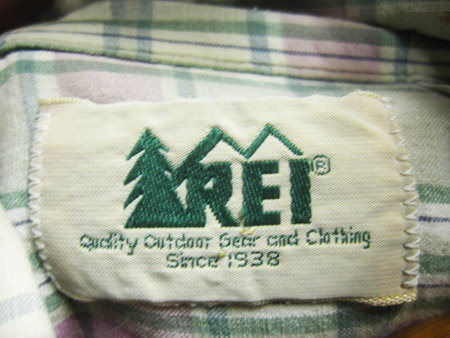 REI®
Quality Outdoor Gear and Clothing
Since 1938